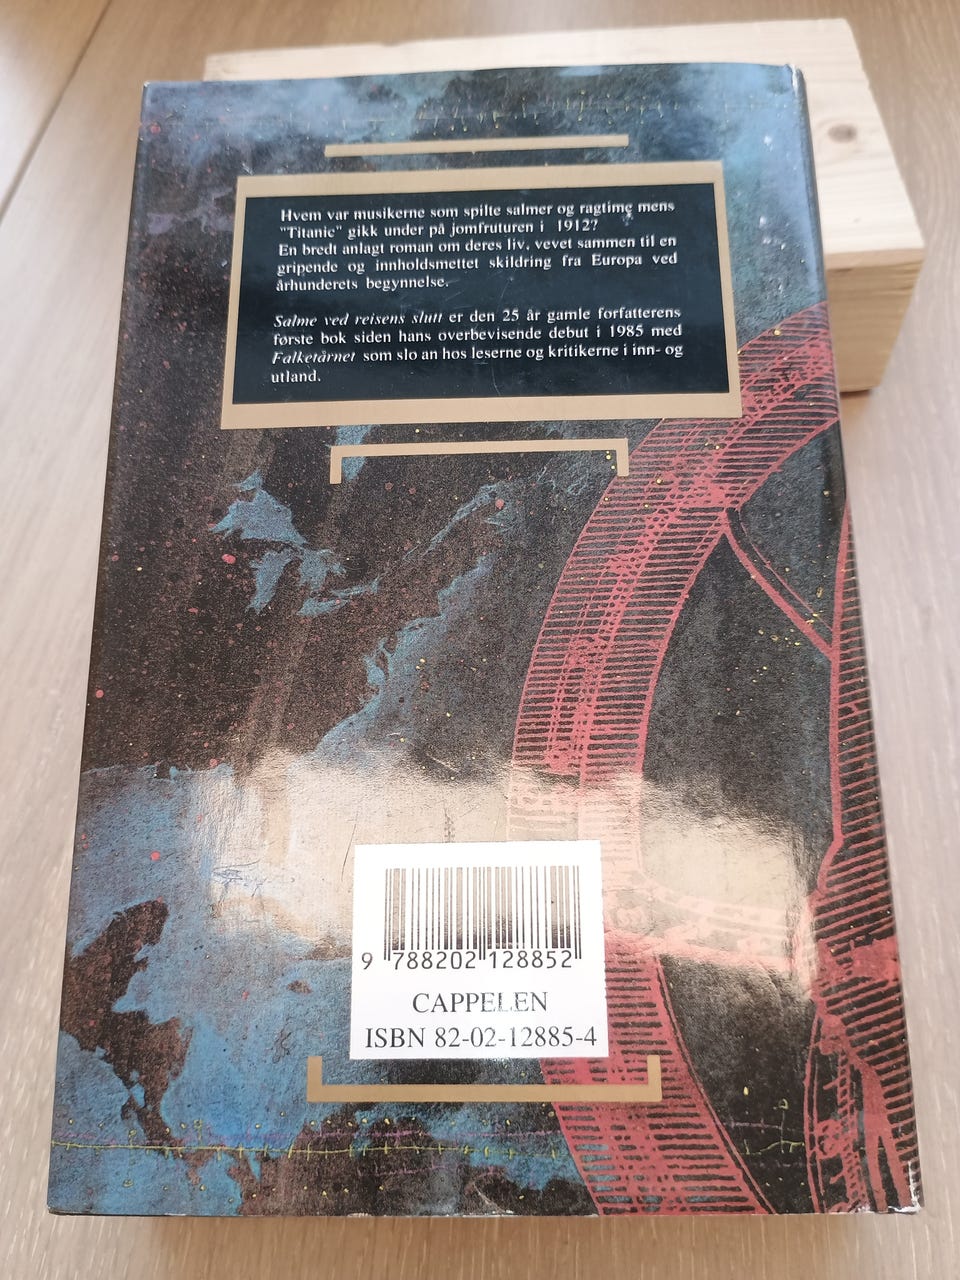 Hvem var musikerne som spilte salmer og ragtime mens
"Titanic" gikk under på jomfruturen i 1912?
En bredt anlagt roman om deres liv, vevet sammen til en
gripende og innholdsmettet skildring fra Europa ved
århunderets begynnelse.
Salme ved reisens slutt er den 25 år gamle forfatterens
første bok siden hans overbevisende debut i 1985 med
Falketårnet som slo an hos leserne og kritikerne i inn- og
utland.
9 788202 128852
CAPPELEN
ISBN 82-02-12885-4